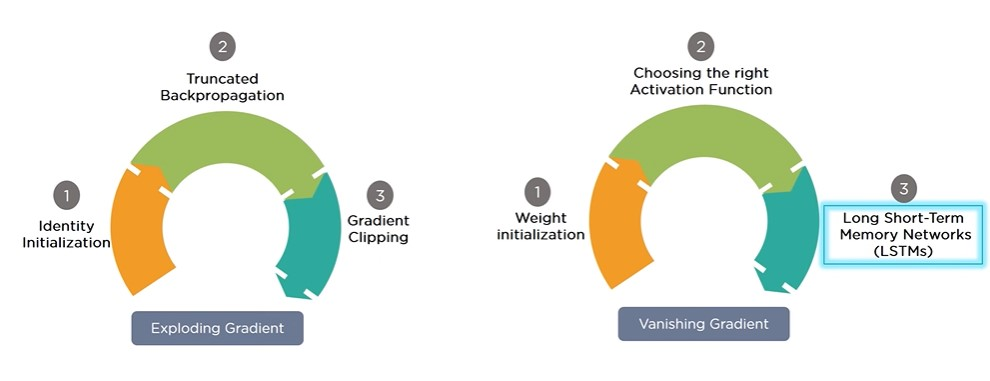 2
Truncated
Backpropagation
1
Identity
Initialization
3
Gradient
Clipping
Exploding Gradient
2
Choosing the right
Activation Function
1
Weight
initialization
3
Long Short-Term
Memory Networks
(LSTMs)
Vanishing Gradient